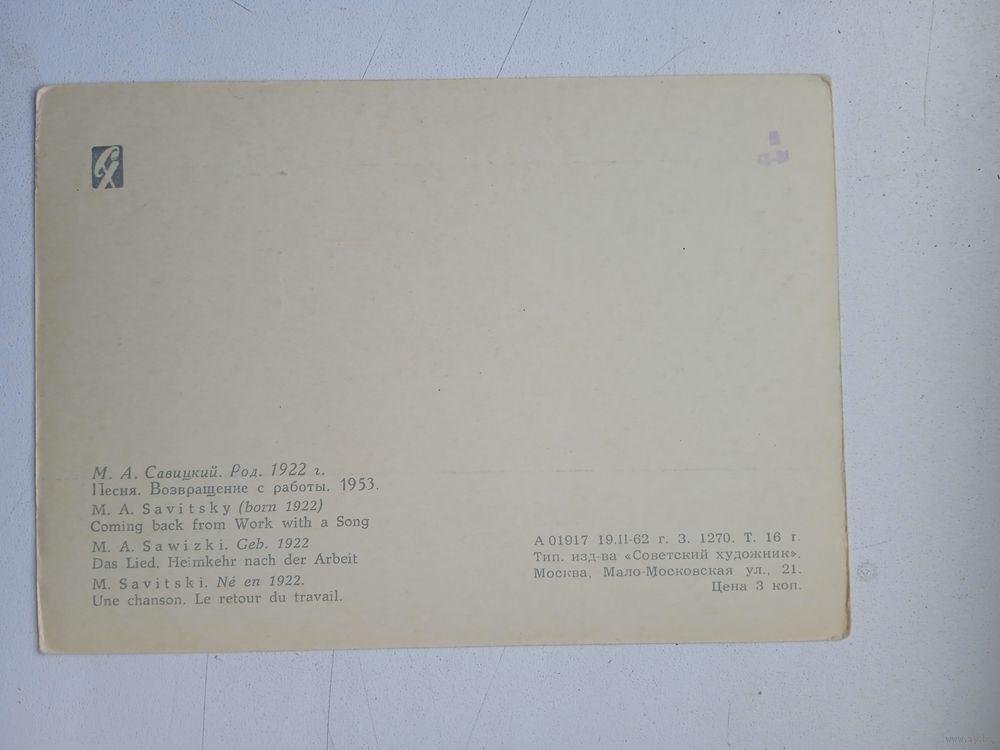 М. А. Савицкий. Род. 1922 г.
Песня. Возвращение с работы. 1953.
M. A. Savitsky (born 1922)
Coming back from Work with a Song
M. A. Sawizki. Geb. 1922
Das Lied. Heimkehr nach der Arbeit
M. Savitski. Né en 1922.
Une chanson. Le retour du travail.
А 01917 19.II-62 г. З. 1270. Т. 16 г.
Тип. изд-ва «Советский художник».
Москва, Мало-Московская ул., 21.
Цена 3 коп.